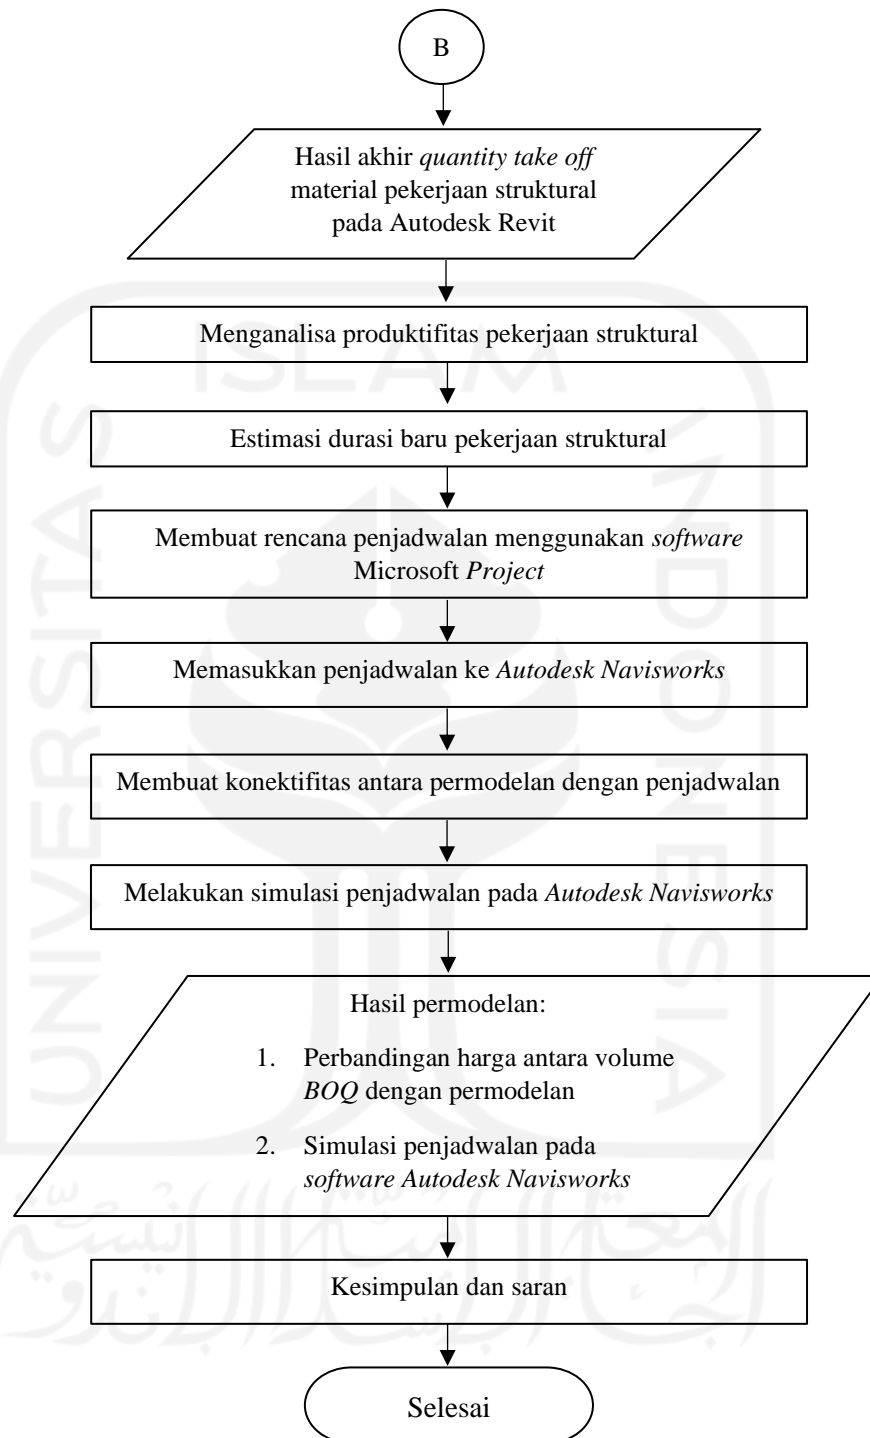 B
Hasil akhir quantity take off
material pekerjaan struktural
pada Autodesk Revit
Menganalisa produktifitas pekerjaan struktural
Estimasi durasi baru pekerjaan struktural
Membuat rencana penjadwalan menggunakan software
Microsoft Project
Memasukkan penjadwalan ke Autodesk Navisworks
Membuat konektifitas antara permodelan dengan penjadwalan
Melakukan simulasi penjadwalan pada Autodesk Navisworks
Hasil permodelan:
1. Perbandingan harga antara volume
BOQ dengan permodelan
2. Simulasi penjadwalan pada
software Autodesk Navisworks
Kesimpulan dan saran
Selesai
UNIVERSITAS
ISLAM
INDONESIA